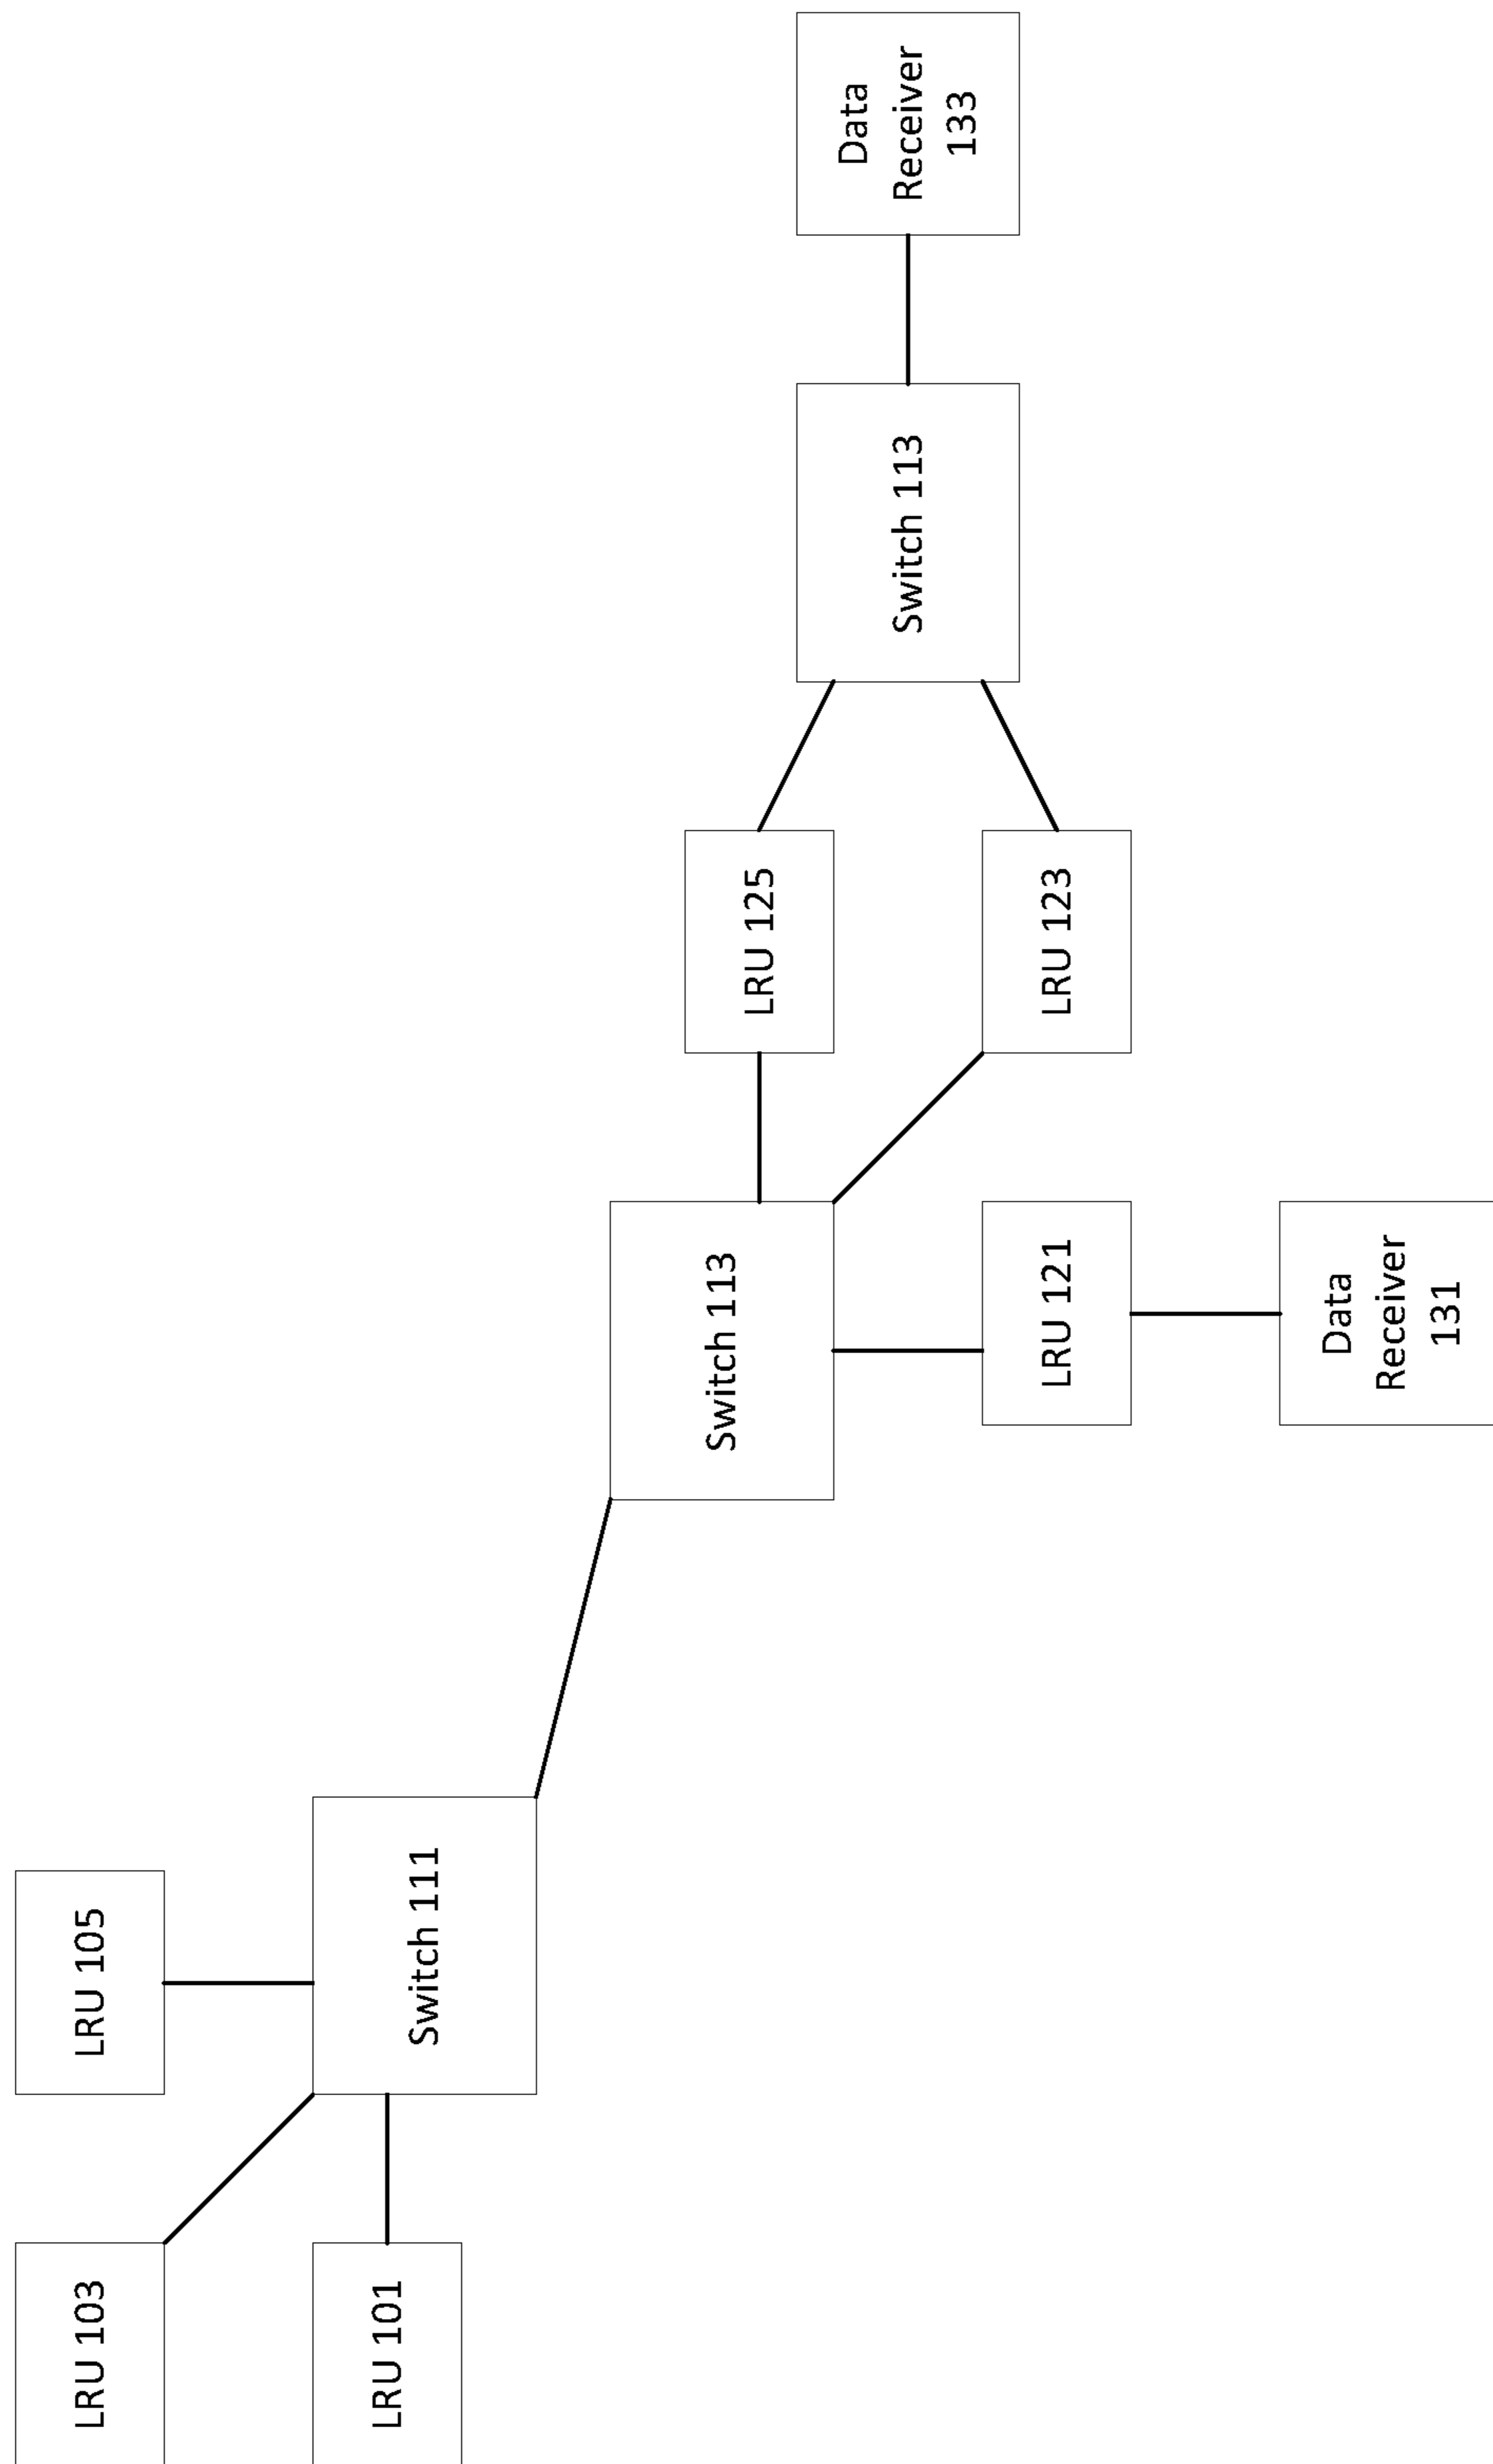 LRU 103
LRU 105
LRU 101
Switch 111
Switch 113
LRU 125
LRU 121
LRU 123
Switch 113
Data
Receiver
133
Data
Receiver
131